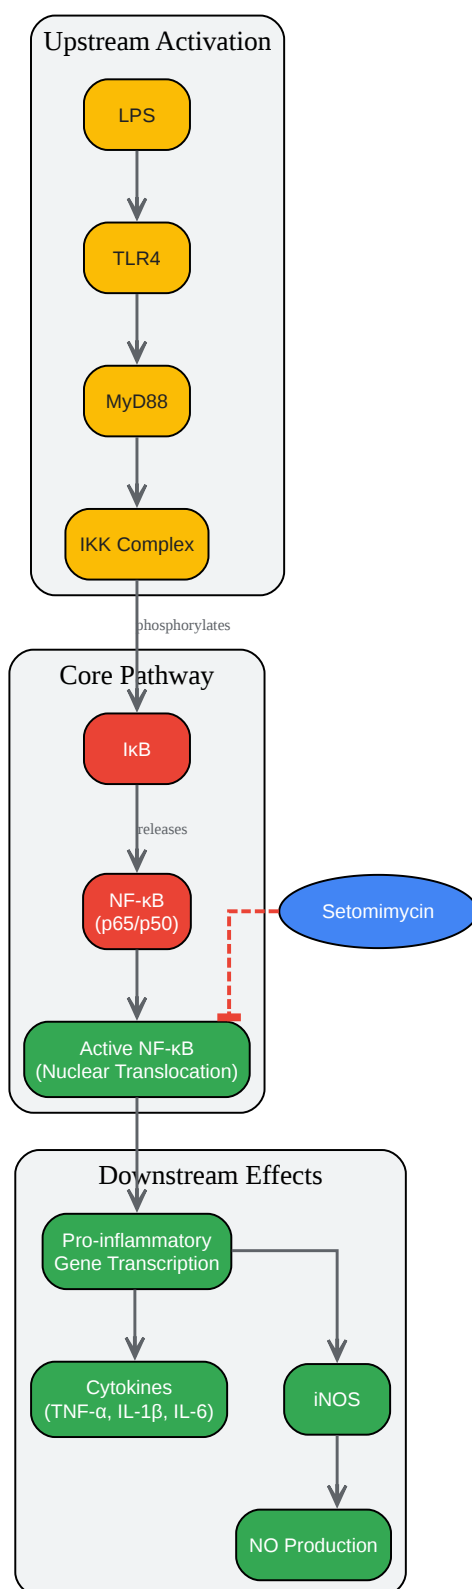 Upstream Activation
LPS
TLR4
MyD88
IKK Complex
phosphorylates
Core Pathway
IκB
releases
NF-κB
(p65/p50)
Setomimycin
Active NF-κB
(Nuclear Translocation)
Downstream Effects
Pro-inflammatory
Gene Transcription
Cytokines
(TNF-α, IL-1β, IL-6)
iNOS
NO Production